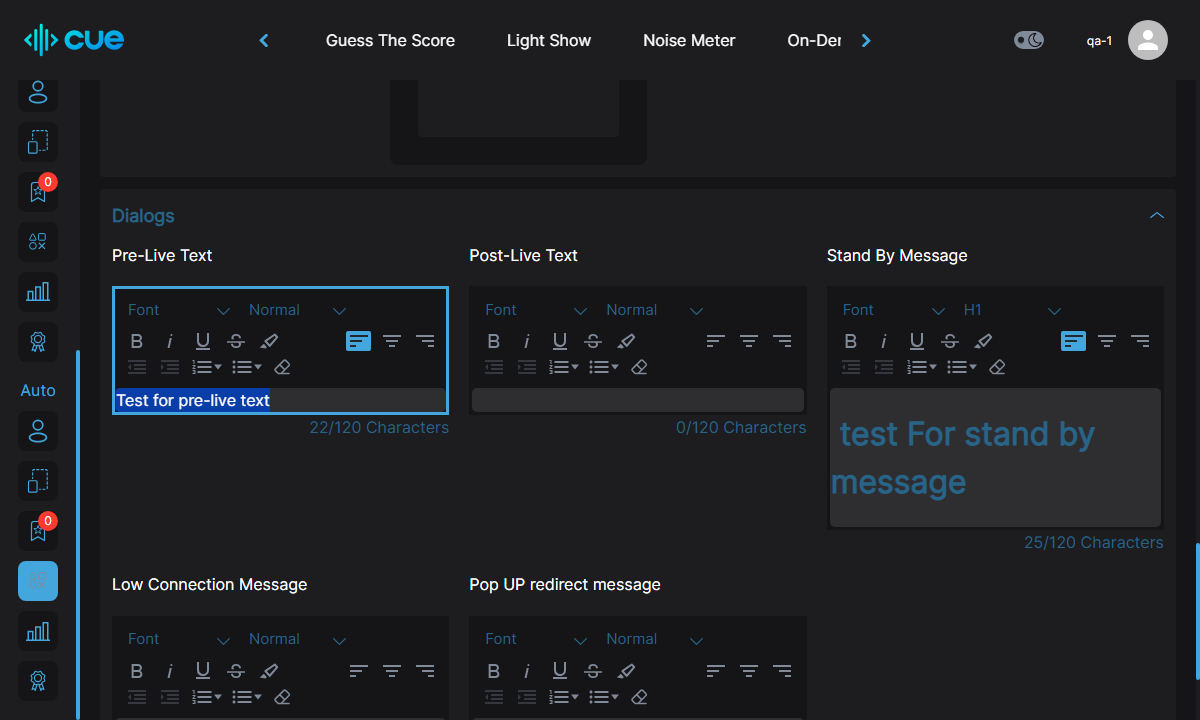 cue
Guess The Score
Light Show
Noise Meter
On-Der
qa-1
0
Auto
0
Dialogs
Pre-Live Text
Post-Live Text
Stand By Message
Font
Normal
Font
Normal
Font
H1
B i U S
B i U S
B i U S
Test for pre-live text
22/120 Characters
0/120 Characters
test For stand by
message
25/120 Characters
Low Connection Message
Pop UP redirect message
Font
Normal
Font
Normal
B i U S
B i U S